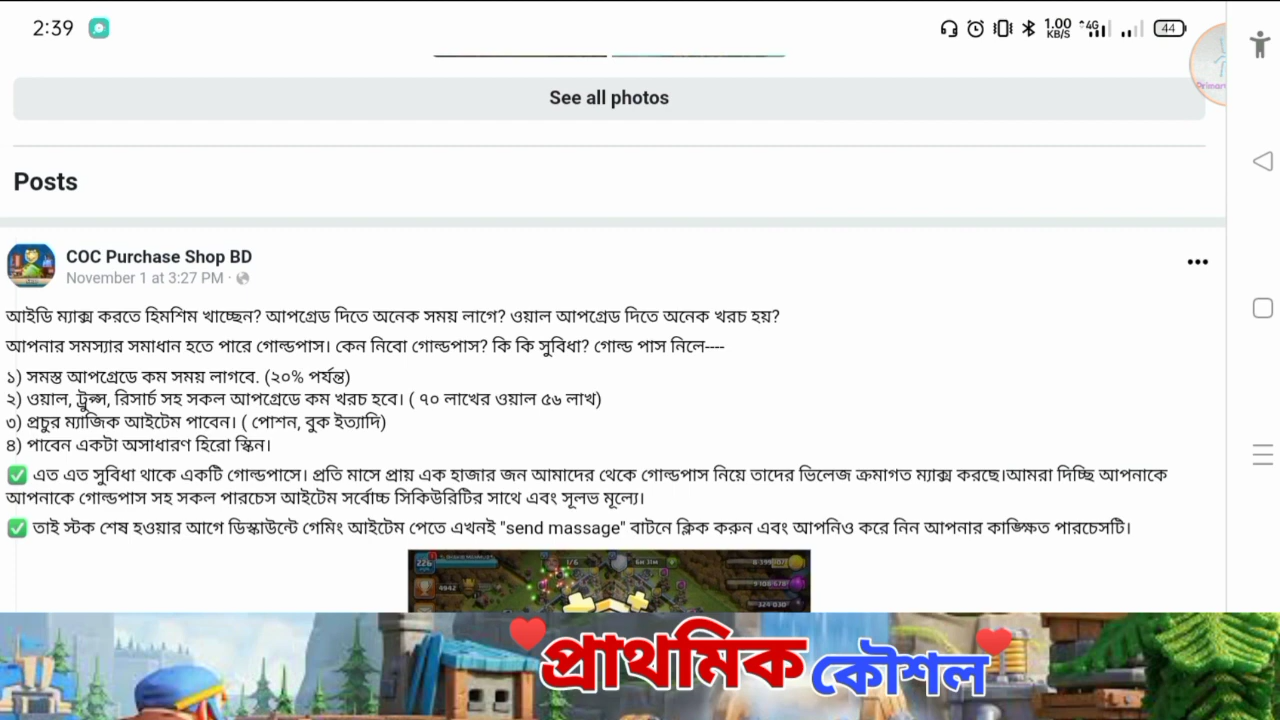 2:39
1.00 KB/S
4G
44
Primar
See all photos
Posts
COC Purchase Shop BD
November 1 at 3:27 PM ·
আইডি ম্যাক্স করতে হিমশিম খাচ্ছেন? আপগ্রেড দিতে অনেক সময় লাগে? ওয়াল আপগ্রেড দিতে অনেক খরচ হয়?
আপনার সমস্যার সমাধান হতে পারে গোল্ডপাস। কেন নিবো গোল্ডপাস? কি কি সুবিধা? গোল্ড পাস নিলে----
১) সমস্ত আপগ্রেডে কম সময় লাগবে. (২০% পর্যন্ত)
২) ওয়াল, ট্রুপ্স, রিসার্চ সহ সকল আপগ্রেডে কম খরচ হবে। ( ৭০ লাখের ওয়াল ৫৬ লাখ)
৩) প্রচুর ম্যাজিক আইটেম পাবেন। ( পোশন, বুক ইত্যাদি)
৪) পাবেন একটা অসাধারণ হিরো স্কিন।
✅ এত এত সুবিধা থাকে একটি গোল্ডপাসে। প্রতি মাসে প্রায় এক হাজার জন আমাদের থেকে গোল্ডপাস নিয়ে তাদের ভিলেজ ক্রমাগত ম্যাক্স করছে।আমরা দিচ্ছি আপনাকে
আপনাকে গোল্ডপাস সহ সকল পারচেস আইটেম সর্বোচ্চ সিকিউরিটির সাথে এবং সূলভ মূল্যে।
✅ তাই স্টক শেষ হওয়ার আগে ডিস্কাউন্টে গেমিং আইটেম পেতে এখনই "send massage" বাটনে ক্লিক করুন এবং আপনিও করে নিন আপনার কাঙ্ক্ষিত পারচেসটি।
226
1/6
4942
প্রাথমিক কৌশল